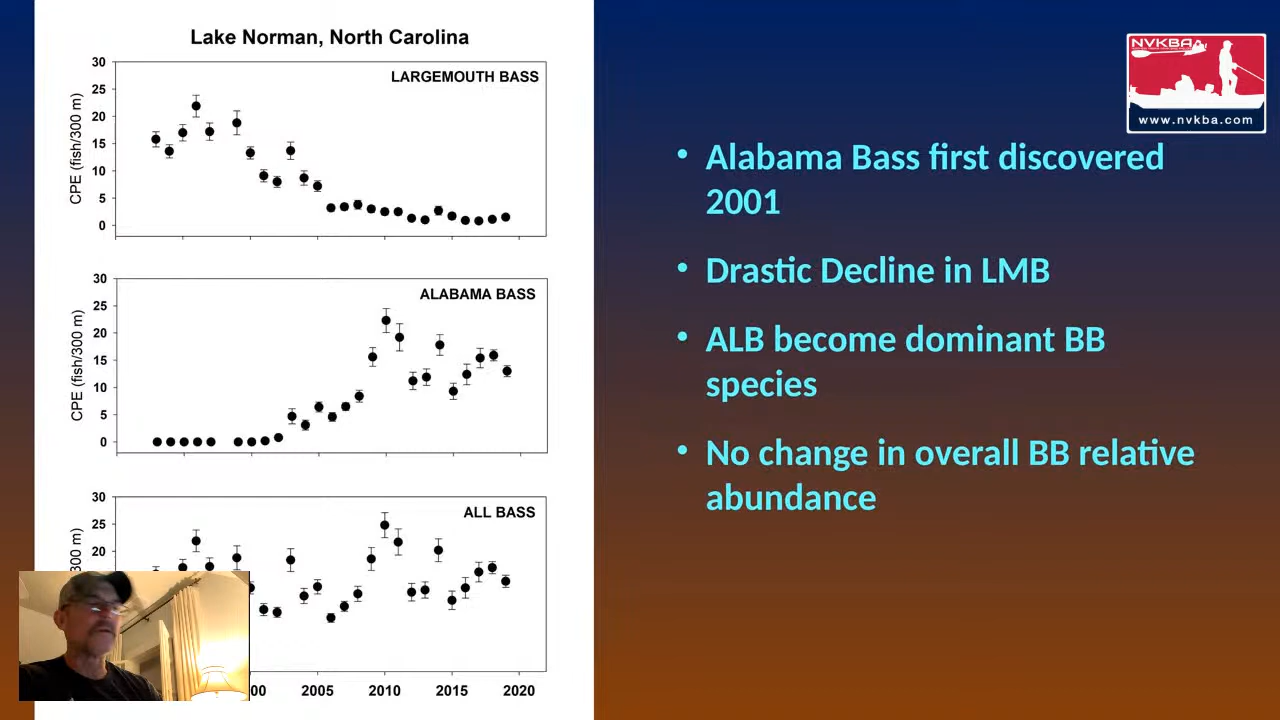 Lake Norman, North Carolina
30
LARGEMOUTH BASS
25
20
15
10
5
0
CPE (fish/300 m)
30
ALABAMA BASS
25
20
15
10
5
0
CPE (fish/300 m)
30
ALL BASS
25
20
300 m)
00 2005 2010 2015 2020
NVKBA
www.nvkba.com
• Alabama Bass first discovered
2001
• Drastic Decline in LMB
• ALB become dominant BB
species
• No change in overall BB relative
abundance